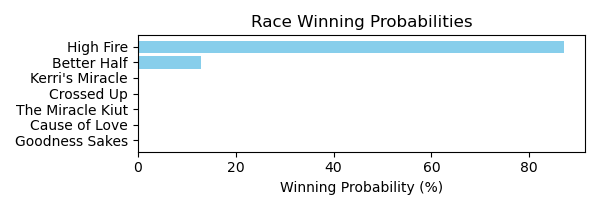 Race Winning Probabilities
High Fire
Better Half
Kerri's Miracle
Crossed Up
The Miracle Kiut
Cause of Love
Goodness Sakes
0 20 40 60 80
Winning Probability (%)